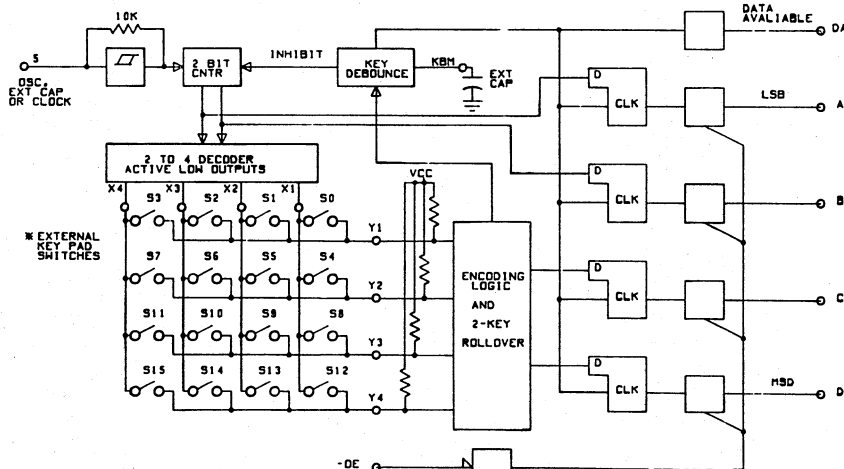 10K
5
OSC,
EXT CAP
OR CLOCK
2 BIT
CNTR
INHIBIT
KEY
DEBOUNCE
KBM
EXT
CAP
DATA
AVALIABLE
DA
D
CLK
LSB
A
2 TO 4 DECODER
ACTIVE LOW OUTPUTS
X4
X3
X2
X1
VCC
D
CLK
B
S3
S2
S1
S0
Y1
* EXTERNAL
KEY PAD
SWITCHES
S7
S6
S5
S4
Y2
ENCODING
LOGIC
AND
2-KEY
ROLLOVER
D
CLK
C
S11
S10
S9
S8
Y3
S15
S14
S13
S12
Y4
D
CLK
MSD
D
-OE